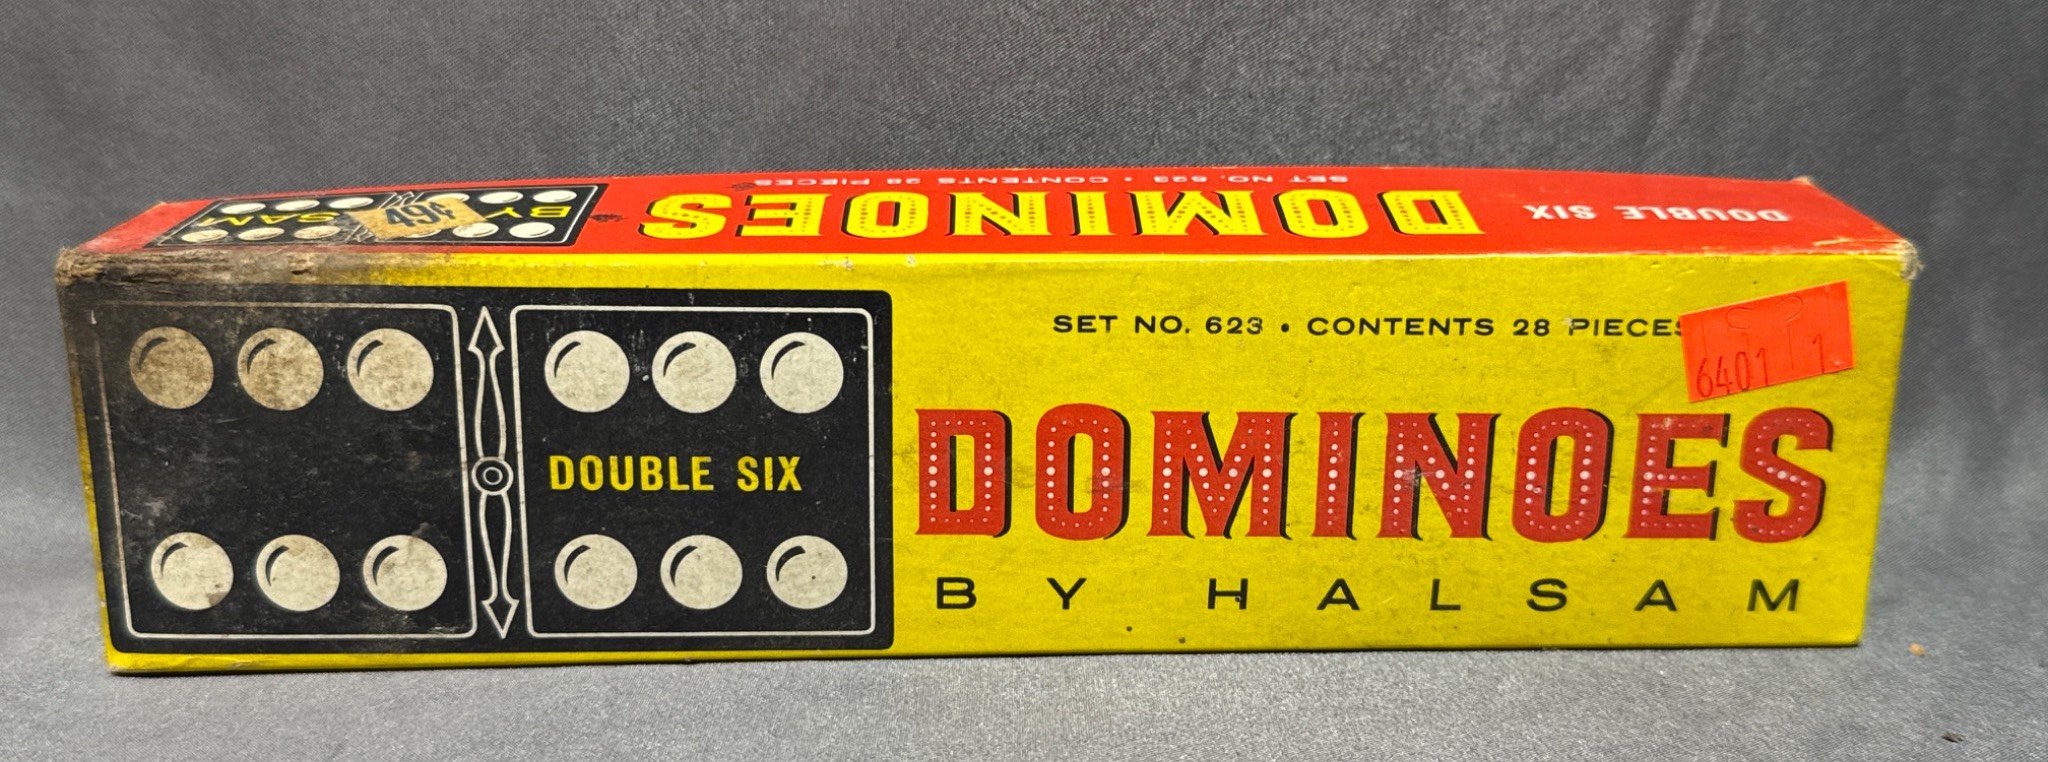 SET NO. 623 • CONTENTS 28 PIECES
DOMINOES
DOUBLE SIX
BY
SAM
49¢
SET NO. 623 • CONTENTS 28 PIECES
6401 1
DOUBLE SIX
DOMINOES
BY HALSAM